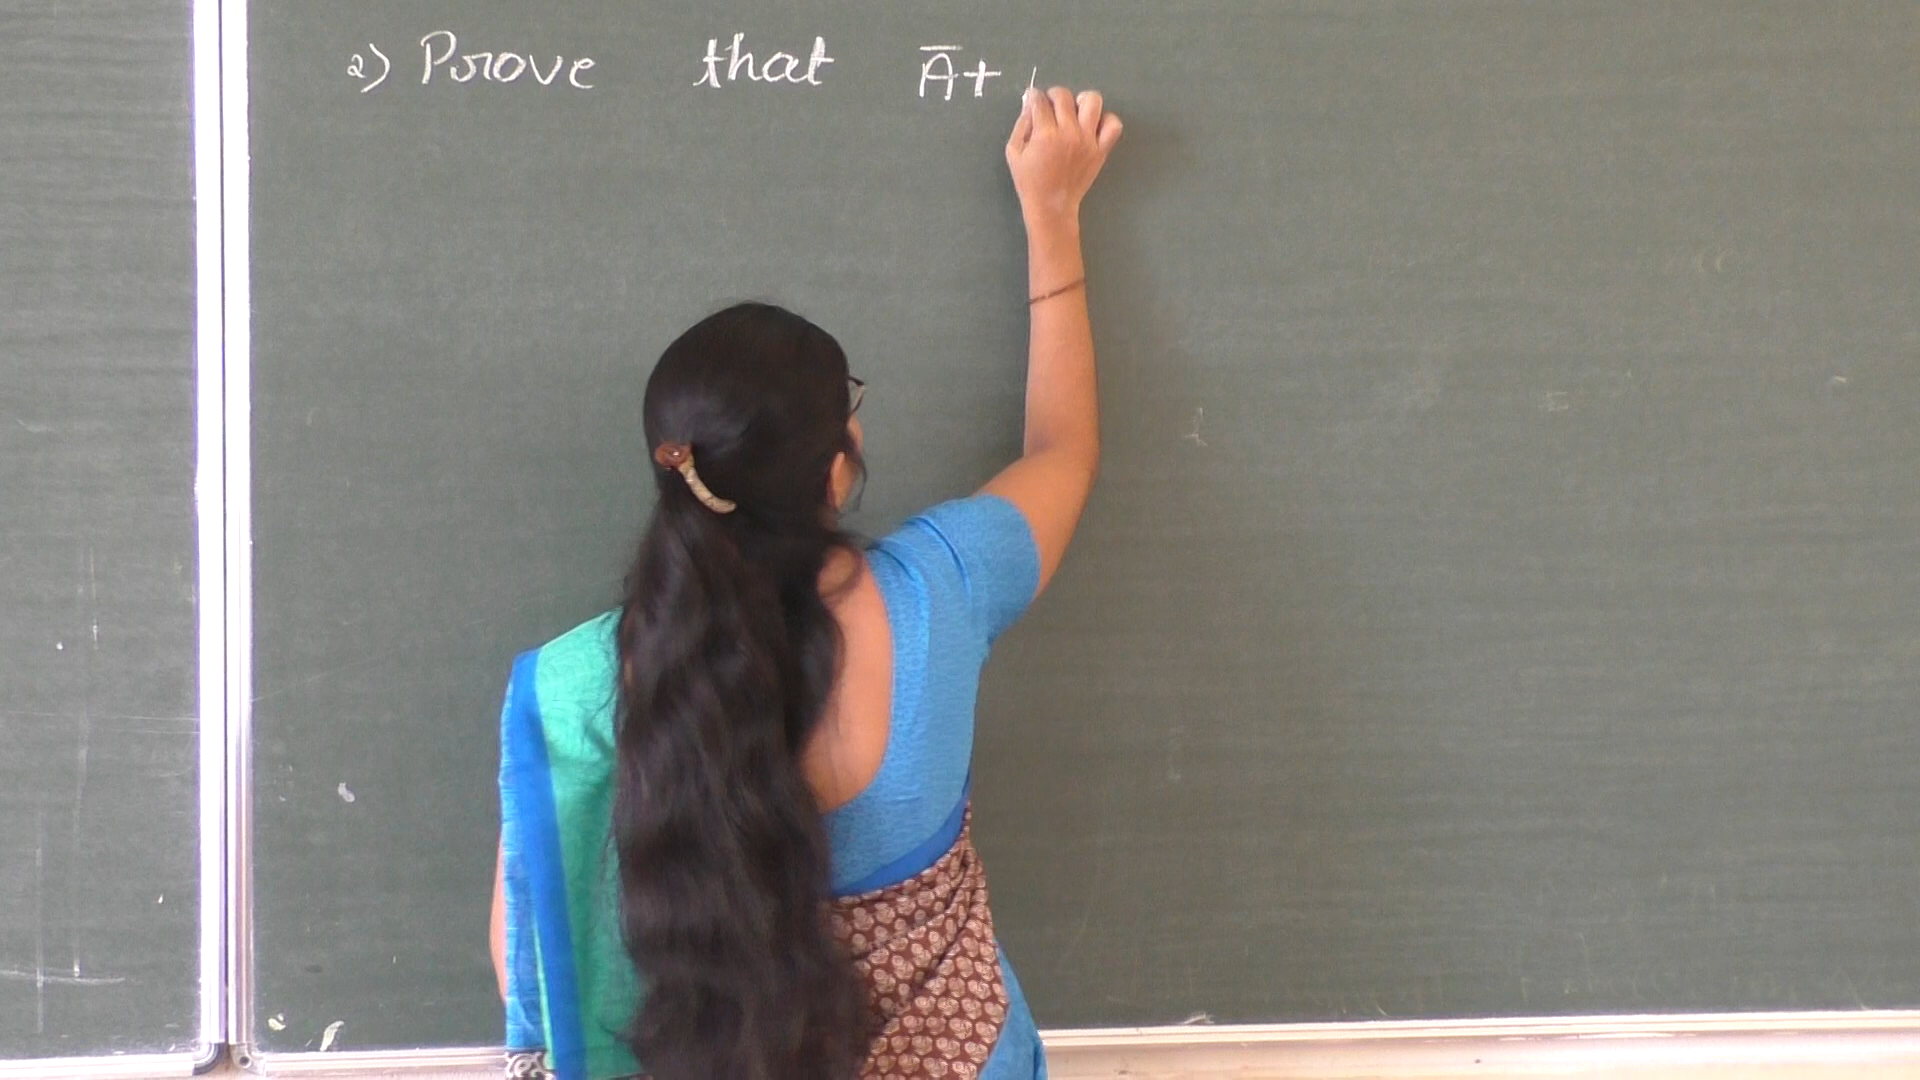 2) Prove that A̅+